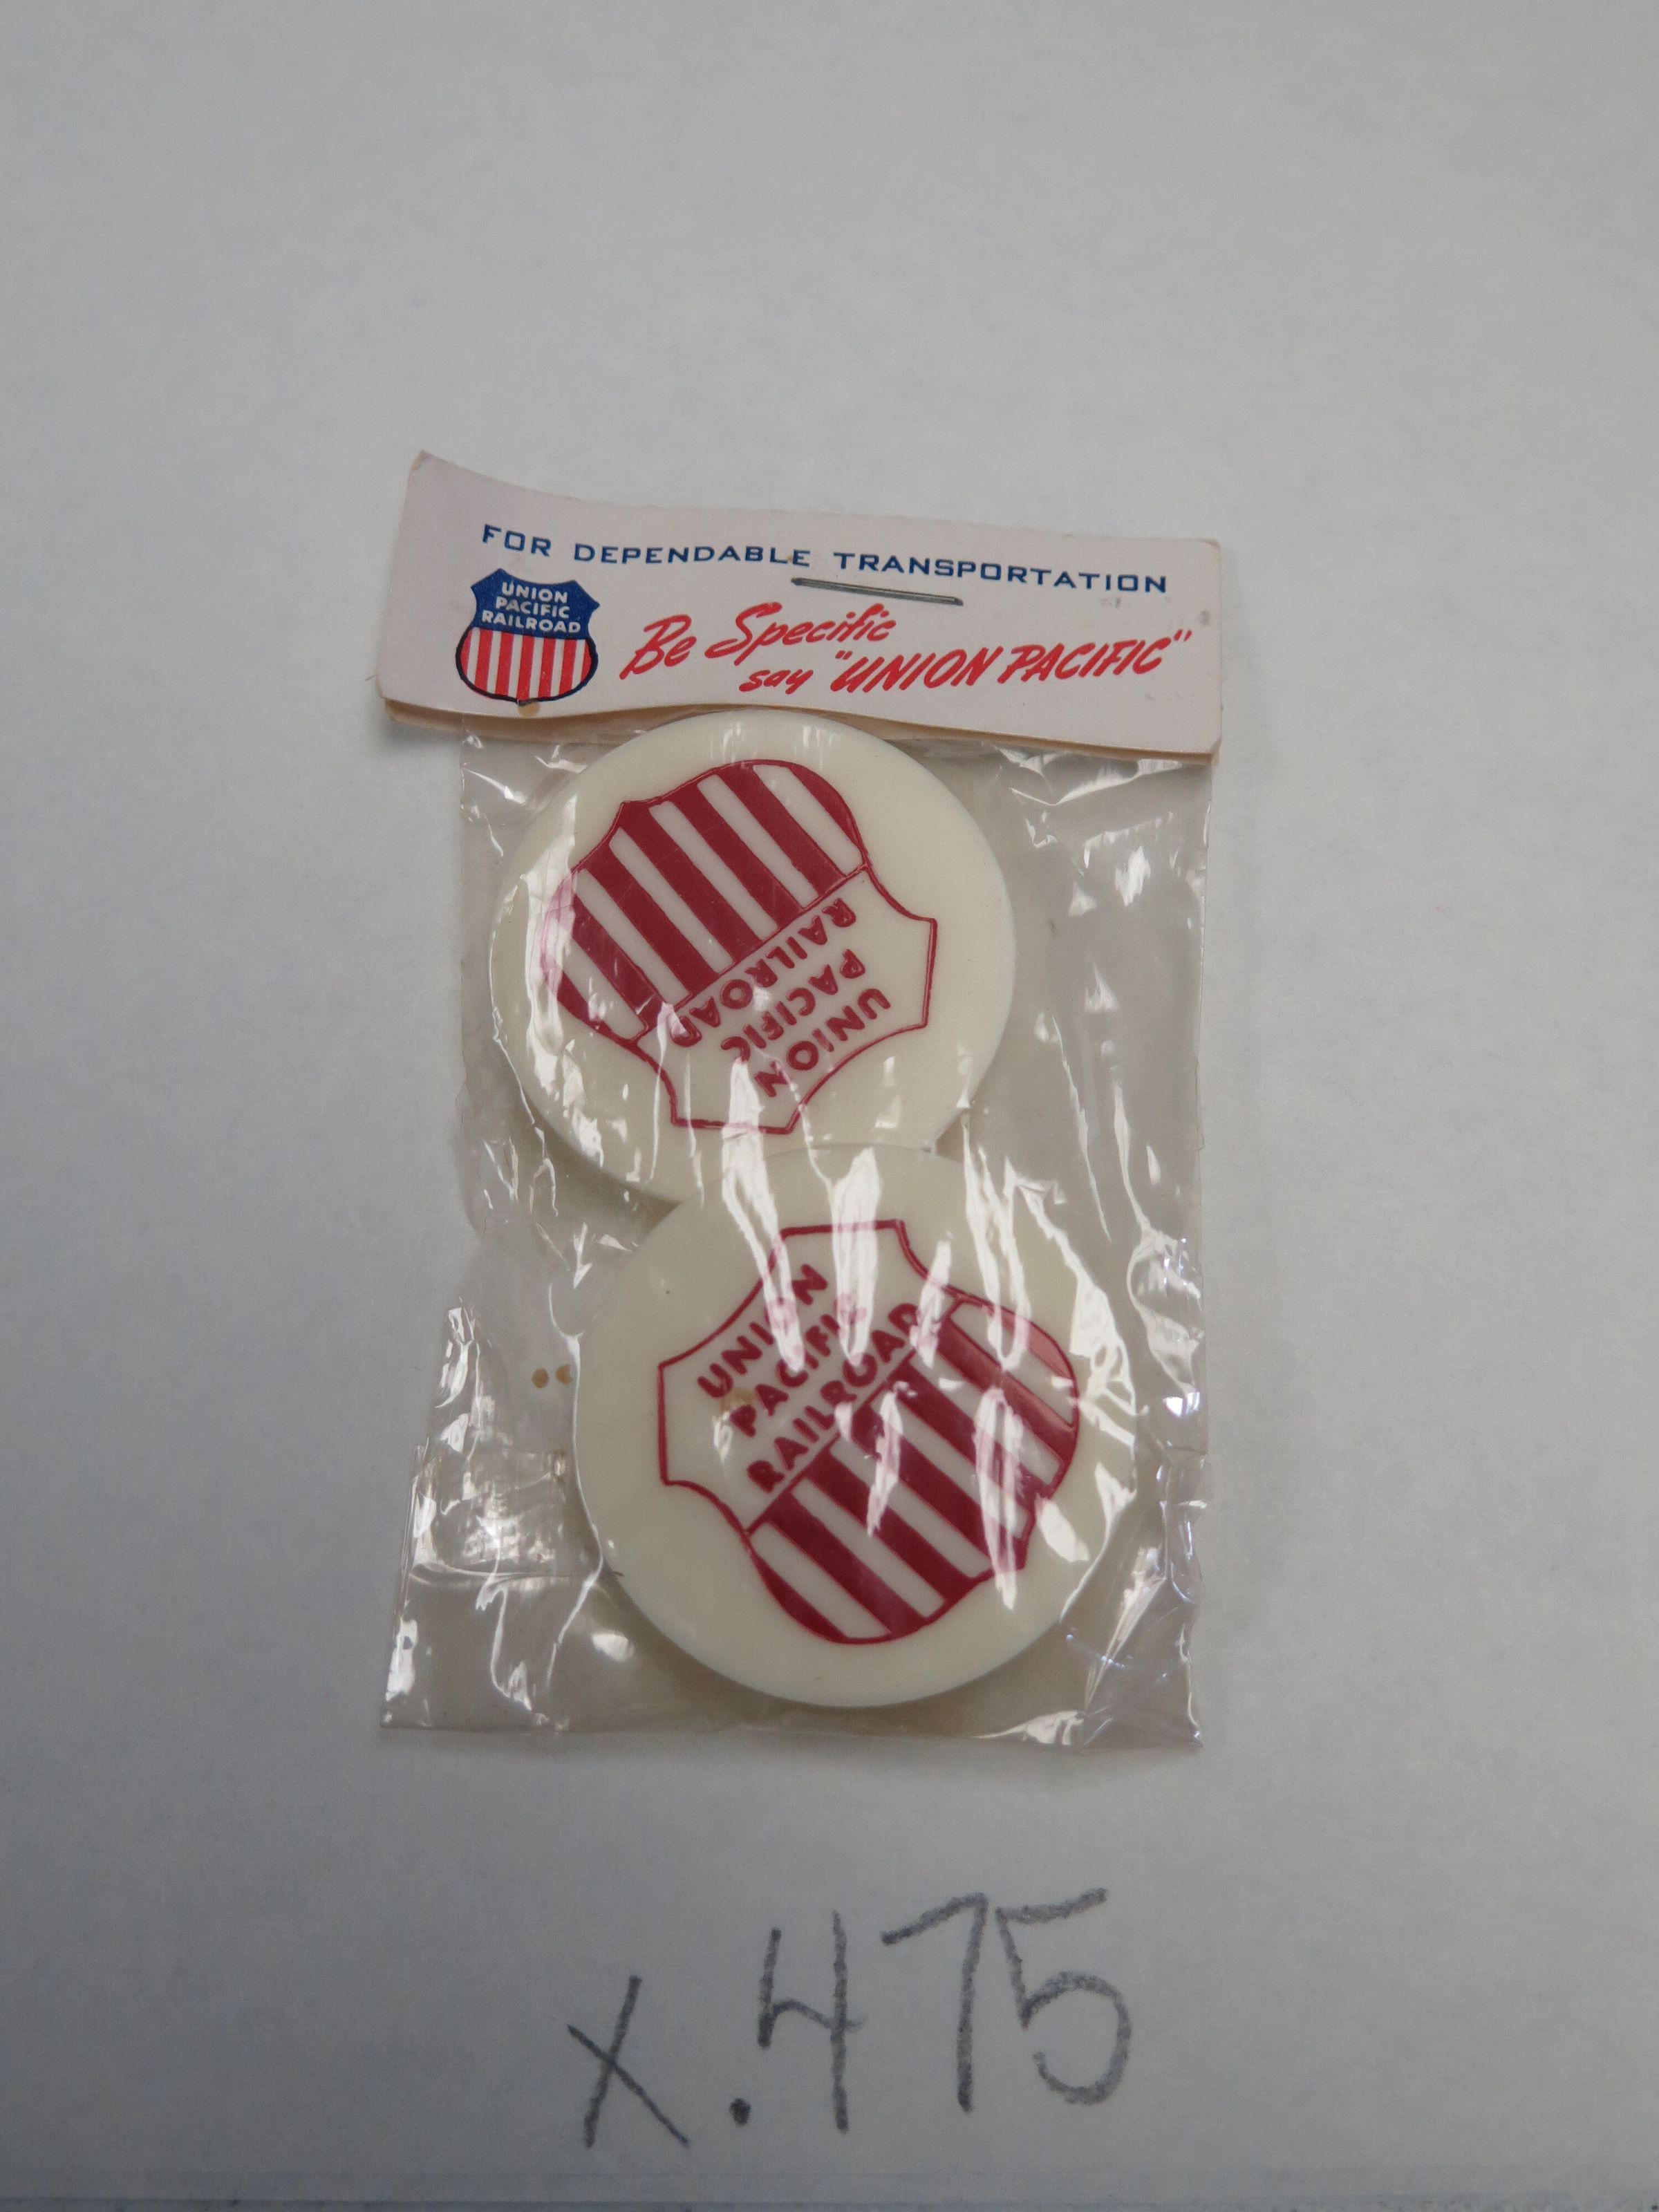 FOR DEPENDABLE TRANSPORTATION
UNION
PACIFIC
RAILROAD
Be Specific
say "UNION PACIFIC"
UNION
PACIFIC
RAILROAD
UNION
PACIFIC
RAILROAD
x.475